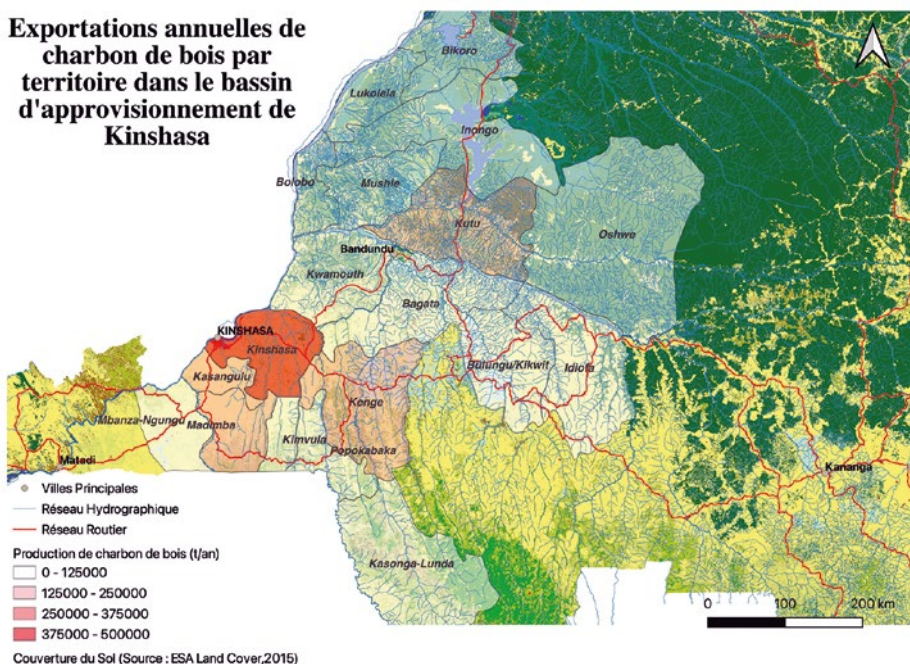 Exportations annuelles de
charbon de bois par
territoire dans le bassin
d'approvisionnement de
Kinshasa
Bikoro
Lukolela
Inongo
Bolobo
Mushie
Kutu
Oshwe
Bandundu
Kwamouth
Bagata
KINSHASA
Kinshasa
Kasangulu
Bulungu/Kikwit
Idiofa
Kenge
Mbanza-Ngungu
Madimba
Kimvula
Popokabaka
Matadi
Kananga
Kasongo-Lunda
Villes Principales
Réseau Hydrographique
Réseau Routier
Production de charbon de bois (t/an)
0 - 125000
125000 - 250000
250000 - 375000
375000 - 500000
0 100 200 km
Couverture du Sol (Source : ESA Land Cover,2015)